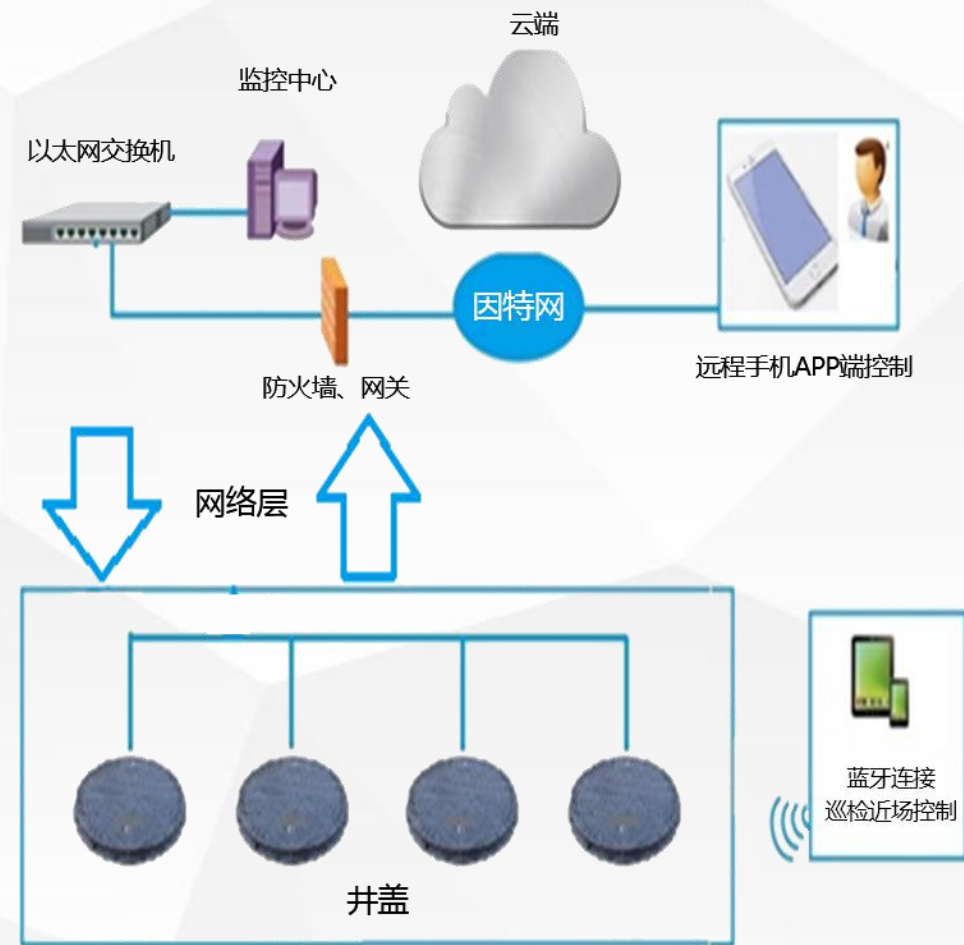 云端
监控中心
以太网交换机
因特网
远程手机APP端控制
防火墙、网关
网络层
蓝牙连接
巡检近场控制
井盖